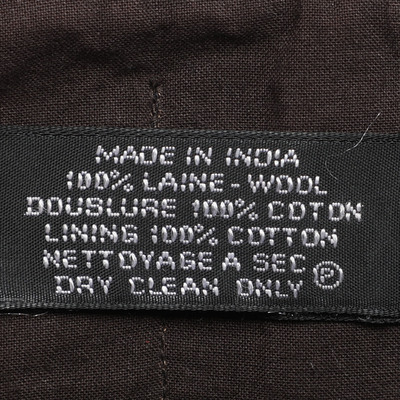 MADE IN INDIA
100% LAINE - WOOL
DOUBLURE 100% COTON
LINING 100% COTTON
NETTOYAGE A SEC
DRY CLEAN ONLY Ⓟ